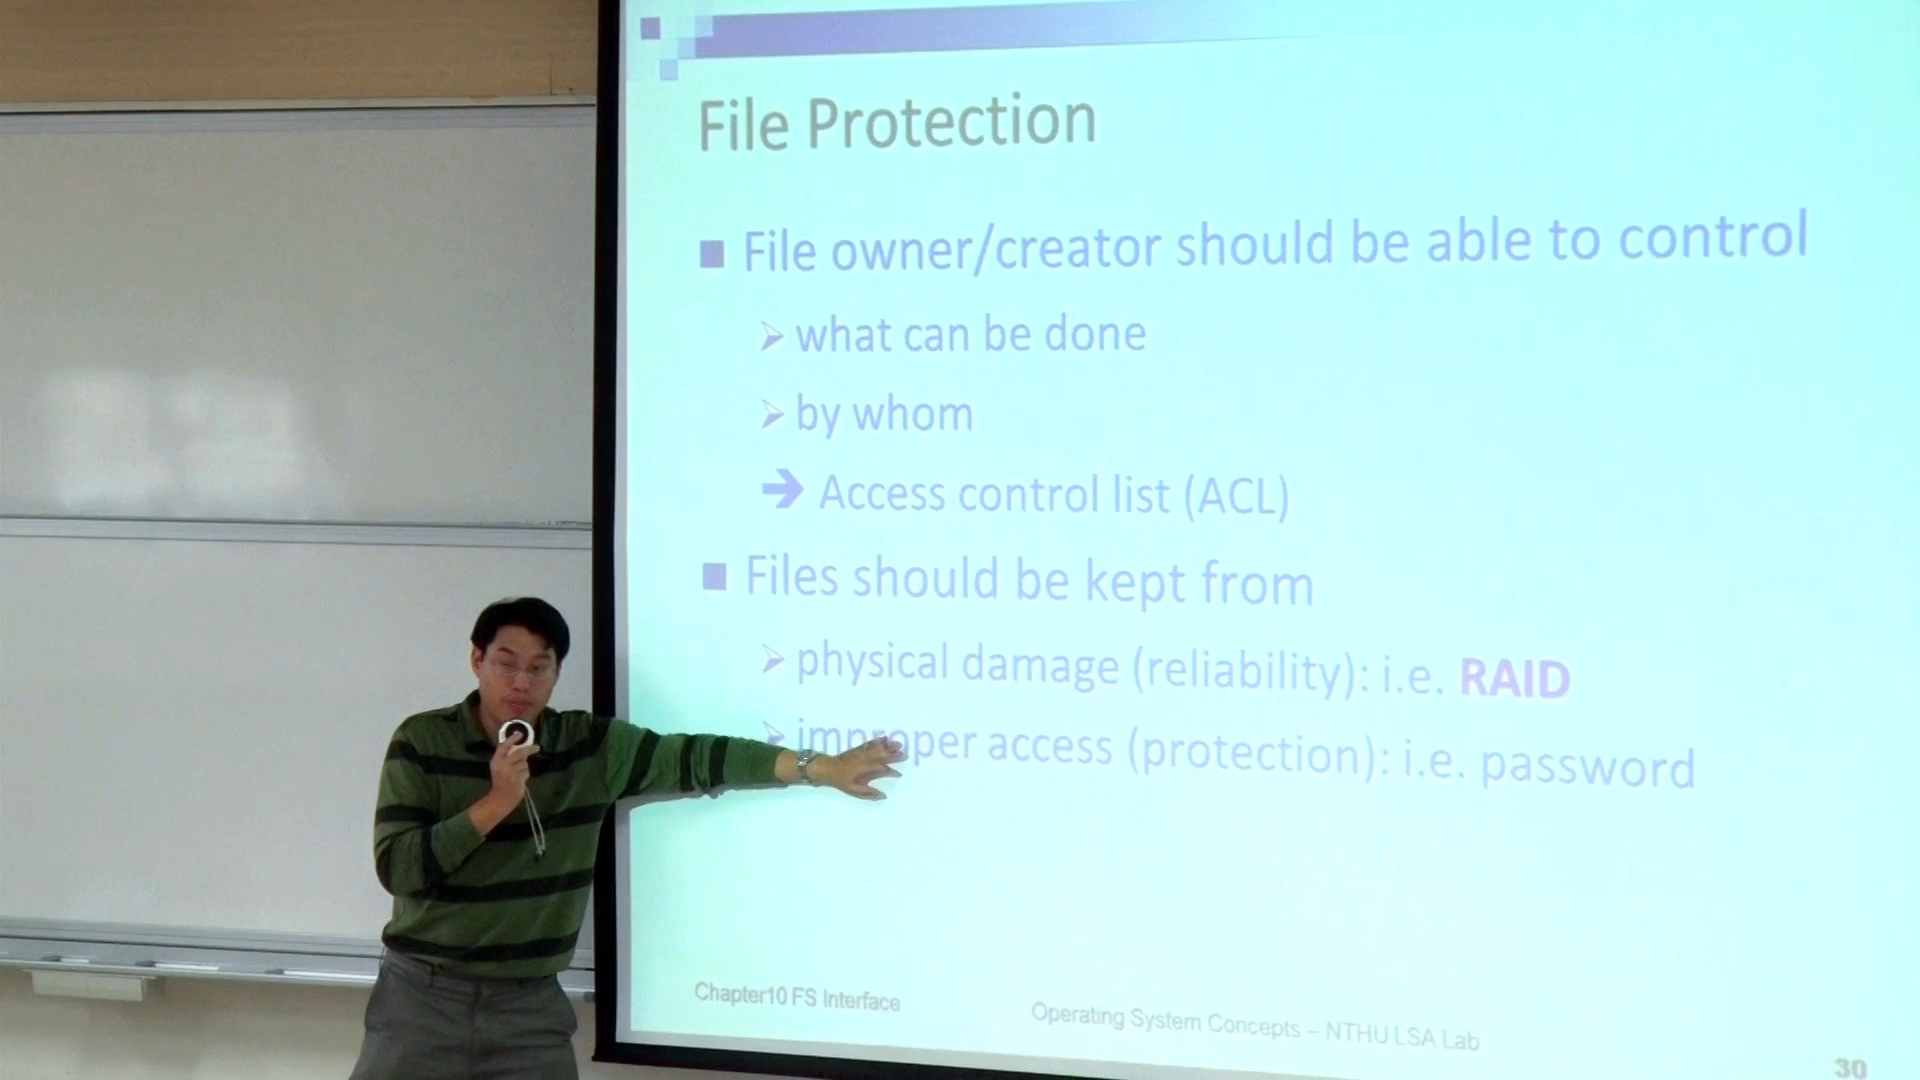 File Protection
File owner/creator should be able to control
what can be done
by whom
➔ Access control list (ACL)
Files should be kept from
physical damage (reliability): i.e. RAID
improper access (protection): i.e. password
Chapter10 FS Interface
Operating System Concepts – NTHU LSA Lab
30